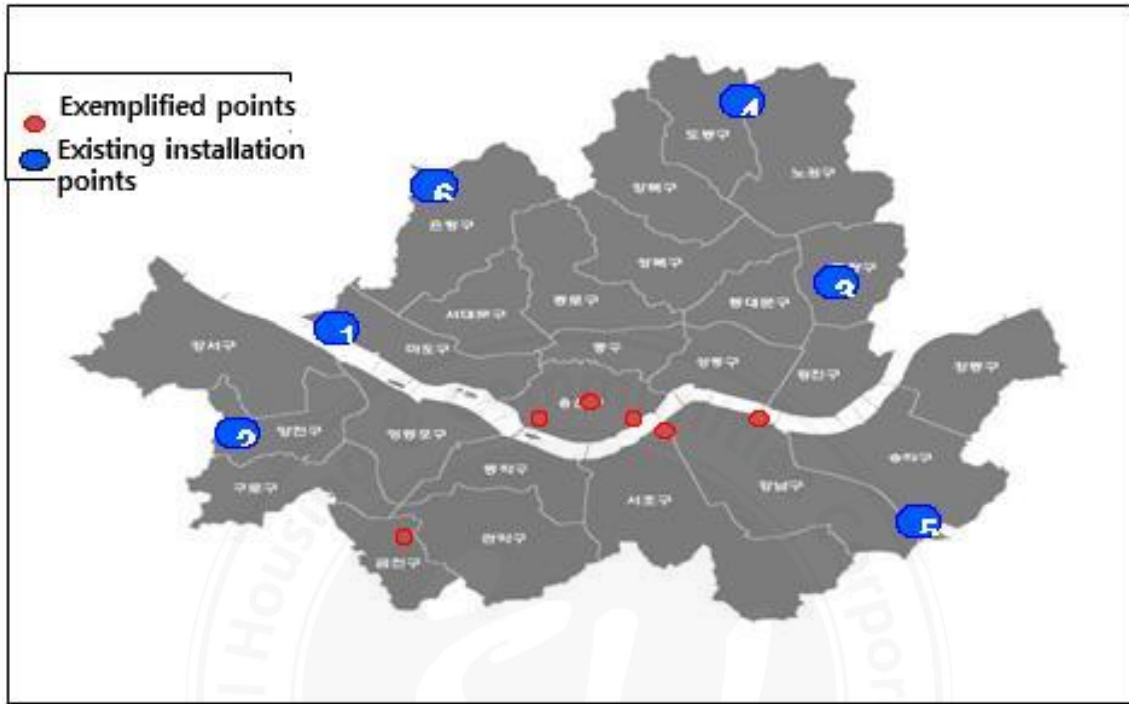 Exemplified points
Existing installation
points
4
도봉구
노원구
6
강북구
은평구
성북구
3
종로구
동대문구
서대문구
1
강서구
마포구
중구
성동구
광진구
강동구
2
양천구
영등포구
송파구
동작구
강남구
구로구
서초구
5
관악구
금천구